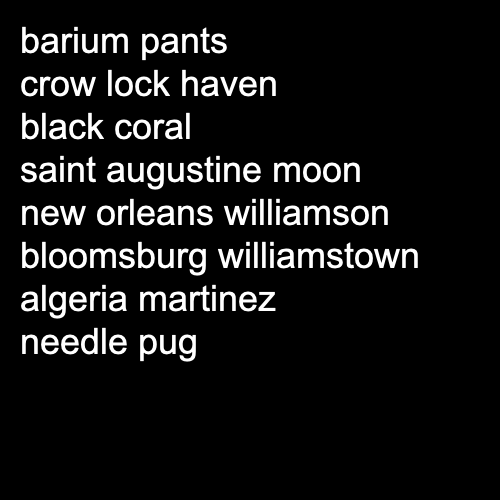 barium pants
crow lock haven
black coral
saint augustine moon
new orleans williamson
bloomsburg williamstown
algeria martinez
needle pug